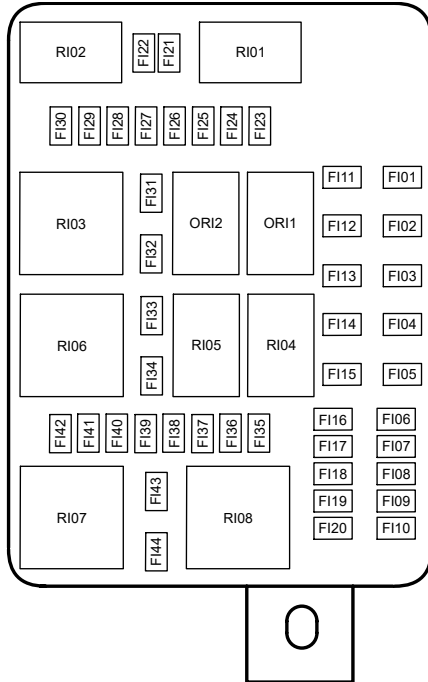 RI02 FI22 FI21 RI01
FI30 FI29 FI28 FI27 FI26 FI25 FI24 FI23
RI03 FI31 FI32 ORI2 ORI1
FI11 FI01
FI12 FI02
FI13 FI03
RI06 FI33 FI34 RI05 RI04
FI14 FI04
FI15 FI05
FI42 FI41 FI40 FI39 FI38 FI37 FI36 FI35
FI16 FI06
FI17 FI07
FI18 FI08
FI19 FI09
FI20 FI10
RI07 FI43 FI44 RI08